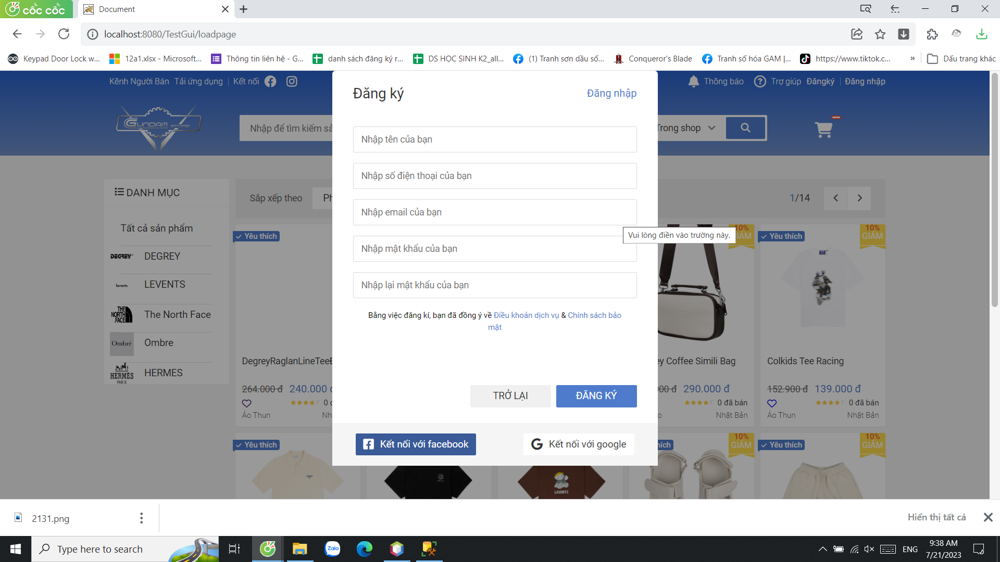 cốc cốc
Document
localhost:8080/TestGui/loadpage
Keypad Door Lock w...
12a1.xlsx - Microsoft...
Thông tin liên hệ - G...
danh sách đăng ký r...
DS HỌC SINH K2_all...
(1) Tranh sơn dầu số...
Conqueror's Blade
Tranh số hóa GAM |...
https://www.tiktok.c...
»
Dấu trang khác
Kênh Người Bán
Tải ứng dụng
Kết nối
Thông báo
Trợ giúp
Đăngký
Đăng nhập
GUNDAM STORE
Nhập để tìm kiếm sả
Trong shop
Đăng ký
Đăng nhập
Nhập tên của bạn
Nhập số điện thoại của bạn
Nhập email của bạn
Nhập mật khẩu của bạn
Nhập lại mật khẩu của bạn
Vui lòng điền vào trường này.
Bằng việc đăng kí, bạn đã đồng ý về Điều khoản dịch vụ & Chính sách bảo
mật
TRỞ LẠI
ĐĂNG KÝ
Kết nối với facebook
Kết nối với google
DANH MỤC
Tất cả sản phẩm
DEGREY
DEGREY
levents
LEVENTS
THE
NORTH
FACE
The North Face
Ombré
Ombre
HERMÈS
PARIS
HERMES
Sắp xếp theo
Ph
1/14
Yêu thích
DegreyRaglanLineTeeE
264.000 đ 240.000 đ
0 đ
Áo Thun
Nh
10%
IẢM
ey Coffee Simili Bag
00 đ 290.000 đ
0 đã bán
o
Nhật Bản
Yêu thích
10%
GIẢM
Colkids Tee Racing
152.900 đ 139.000 đ
0 đã bán
Áo Thun
Nhật Bản
Yêu thích
LEVENTS
hích
10%
GIẢM
Yêu thích
10%
GIẢM
2131.png
Hiển thị tất cả
Type here to search
Zalo
ENG
9:38 AM
7/21/2023